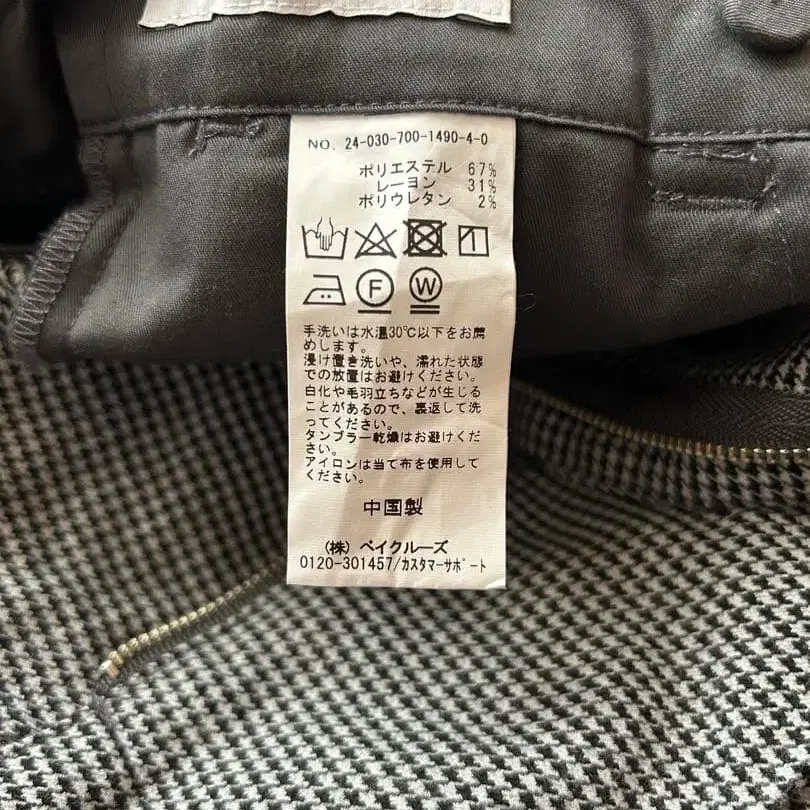 NO. 24-030-700-1490-4-0
ポリエステル 67%
レーヨン 31%
ポリウレタン 2%
F W
手洗いは水温30℃以下をお薦
めします。
浸け置き洗いや、濡れた状態
での放置はお避けください。
白化や毛羽立ちなどが生じる
ことがあるので、裏返して洗
ってください。
タンブラー乾燥はお避けくだ
さい。
アイロンは当て布を使用して
ください。
中国製
(株) ベイクルーズ
0120-301457/カスタマーサポート